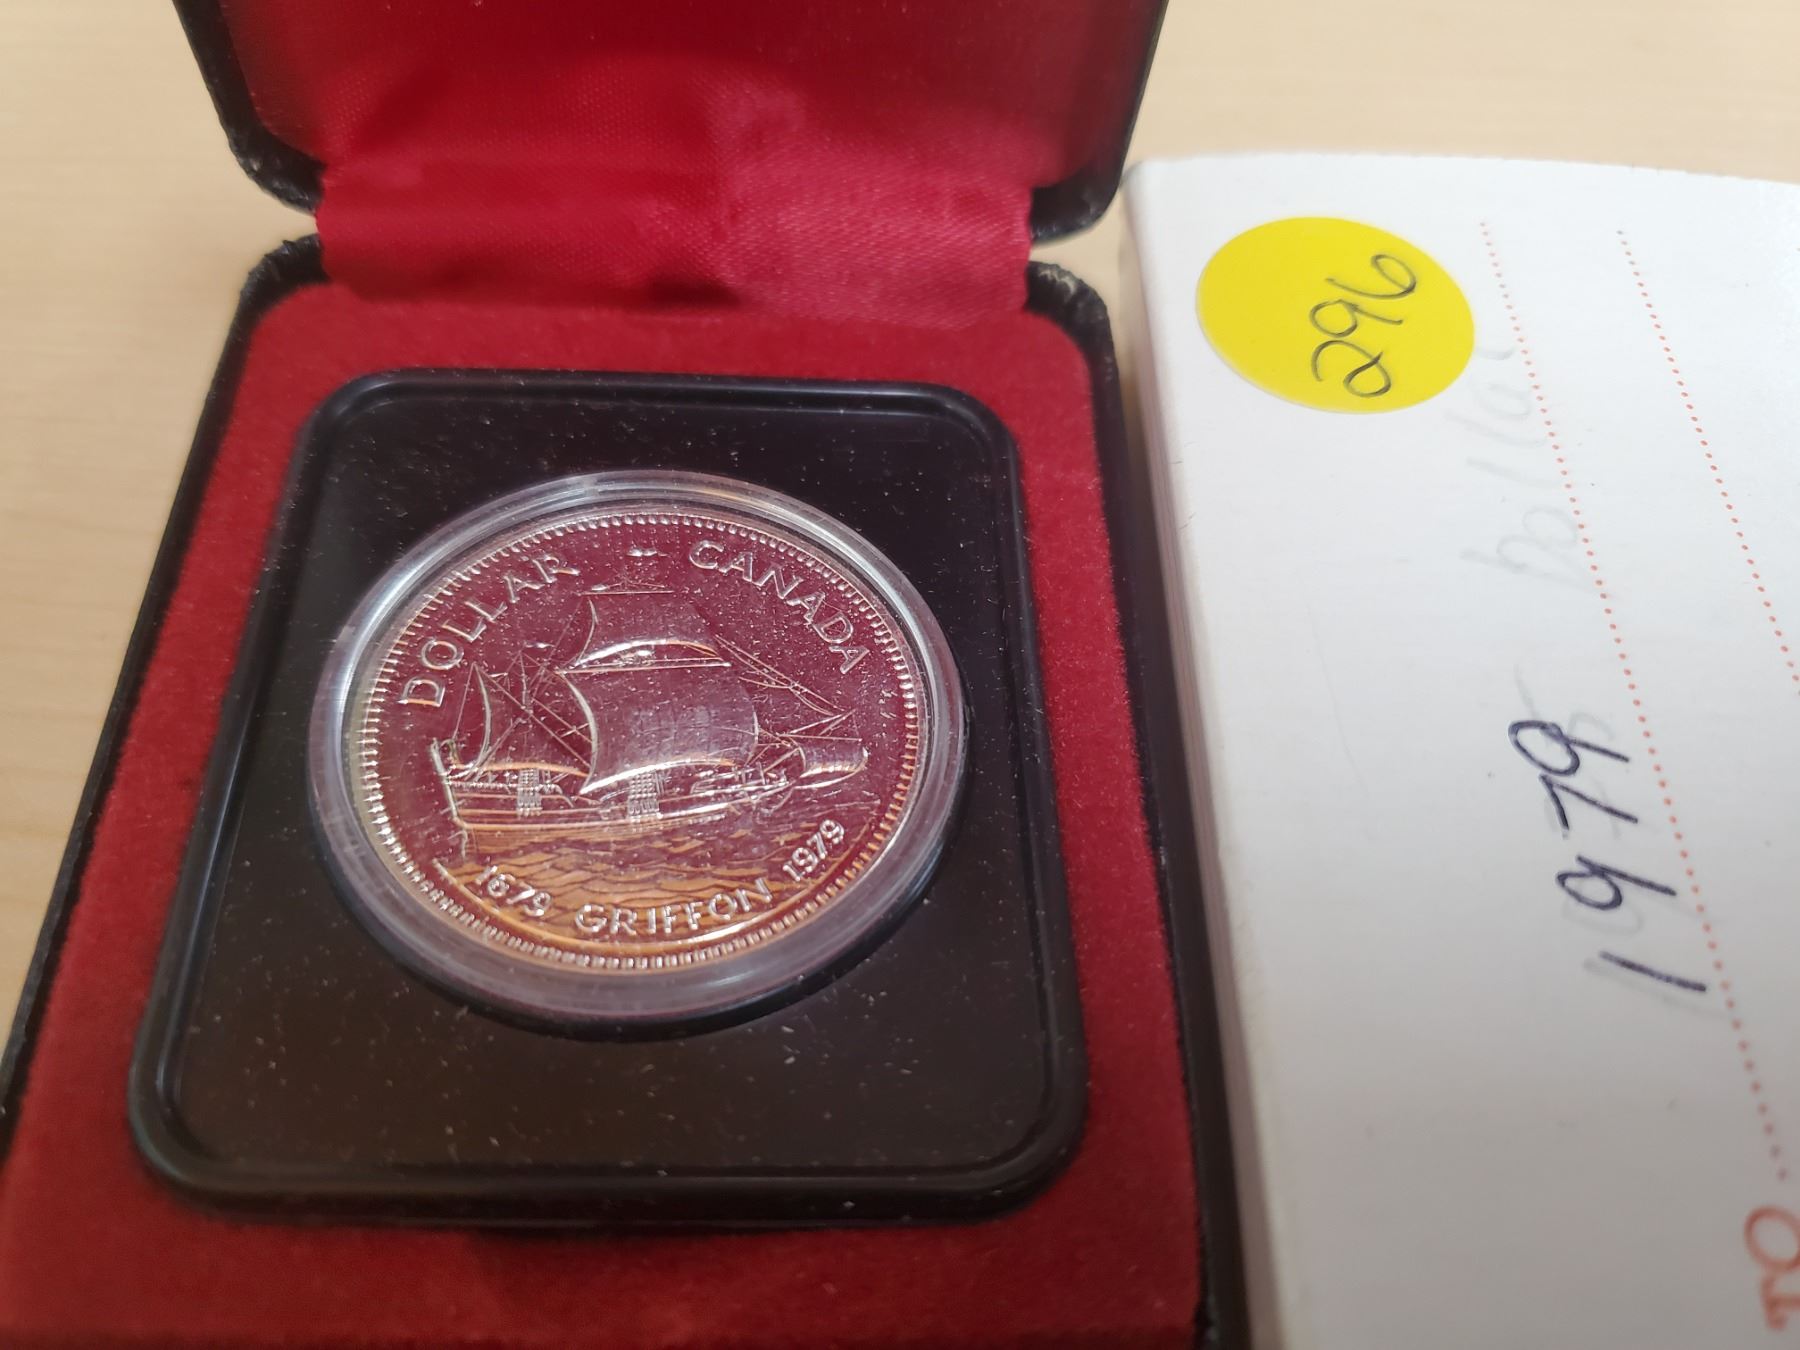 DOLLAR CANADA
1679 GRIFFON 1979
296
1979 Dollar